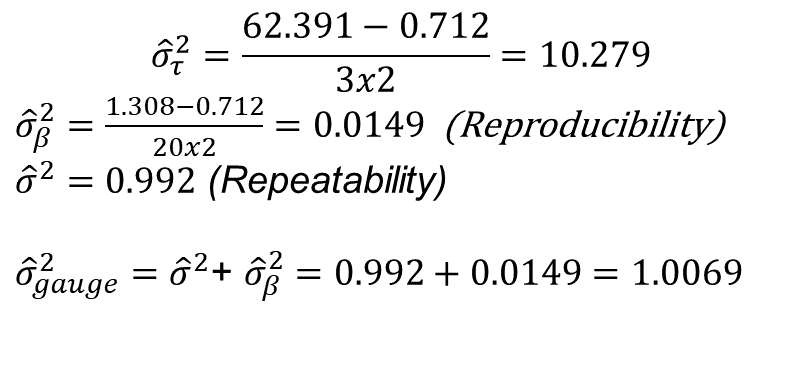 σ̂²_τ = (62.391 − 0.712) / (3x2) = 10.279
σ̂²_β = (1.308−0.712) / (20x2) = 0.0149 (Reproducibility)
σ̂² = 0.992 (Repeatability)
σ̂²_gauge = σ̂² + σ̂²_β = 0.992 + 0.0149 = 1.0069